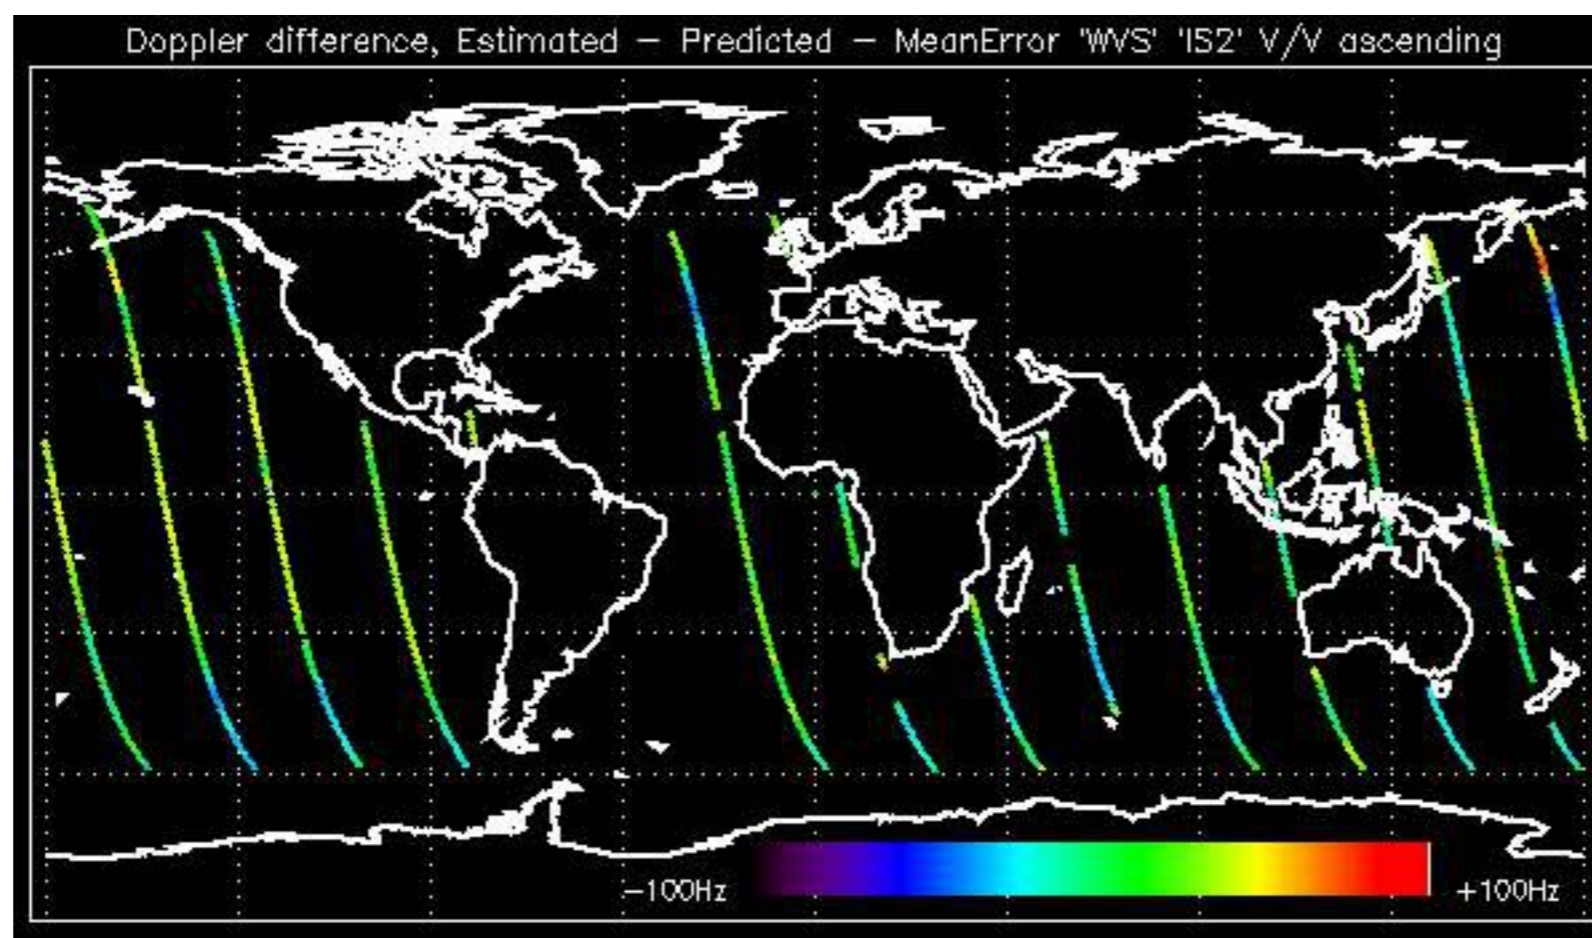 Doppler difference, Estimated – Predicted – MeanError 'WVS' 'IS2' V/V ascending
–100Hz +100Hz